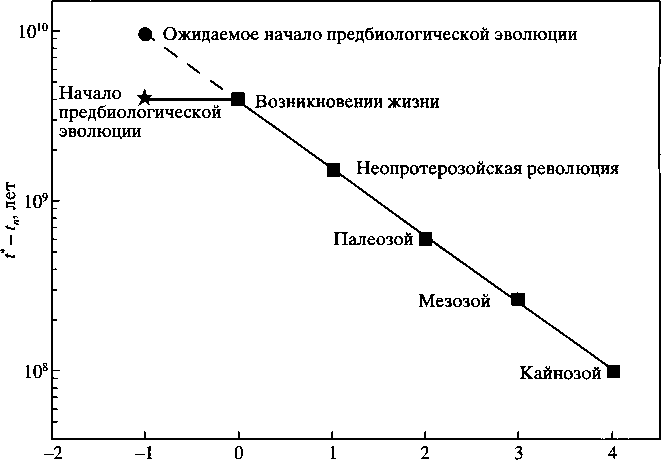 10¹⁰
Ожидаемое начало предбиологической эволюции
Начало
предбиологической
эволюции
Возникновении жизни
Неопротерозойская революция
10⁹
t* – tₙ, лет
Палеозой
Мезозой
10⁸
Кайнозой
–2 –1 0 1 2 3 4